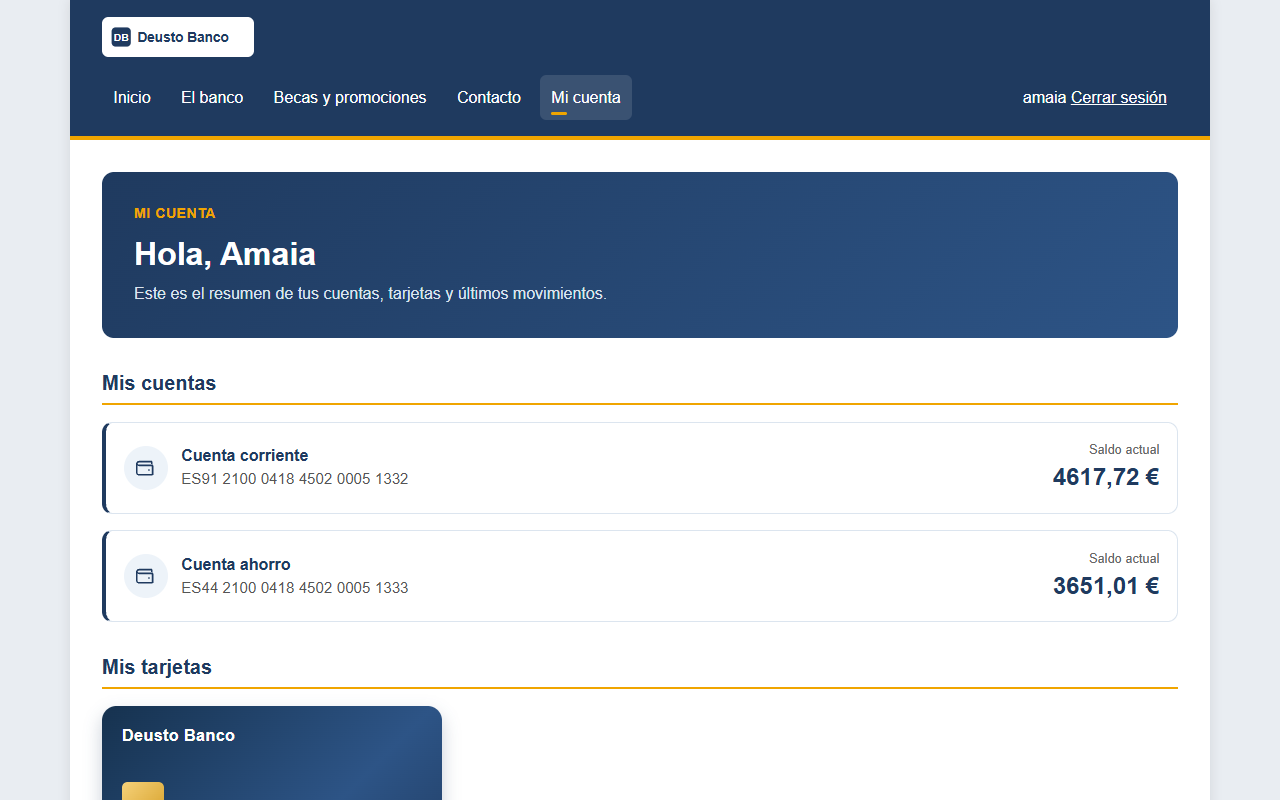 DB Deusto Banco
Inicio El banco Becas y promociones Contacto Mi cuenta amaia Cerrar sesión
MI CUENTA
Hola, Amaia
Este es el resumen de tus cuentas, tarjetas y últimos movimientos.
Mis cuentas
Cuenta corriente
ES91 2100 0418 4502 0005 1332
Saldo actual
4617,72 €
Cuenta ahorro
ES44 2100 0418 4502 0005 1333
Saldo actual
3651,01 €
Mis tarjetas
Deusto Banco